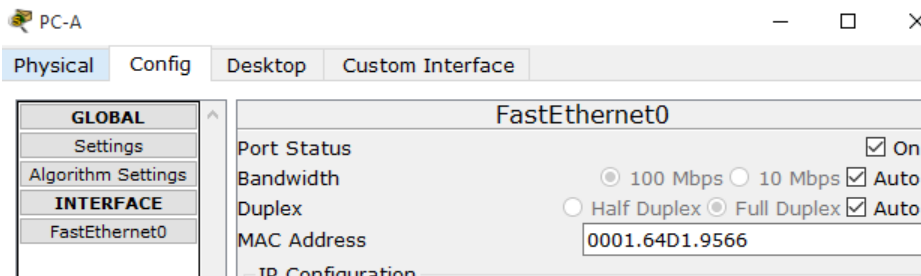 PC-A
Physical Config Desktop Custom Interface
GLOBAL
Settings
Algorithm Settings
INTERFACE
FastEthernet0
FastEthernet0
Port Status On
Bandwidth 100 Mbps 10 Mbps Auto
Duplex Half Duplex Full Duplex Auto
MAC Address 0001.64D1.9566
IP Configuration